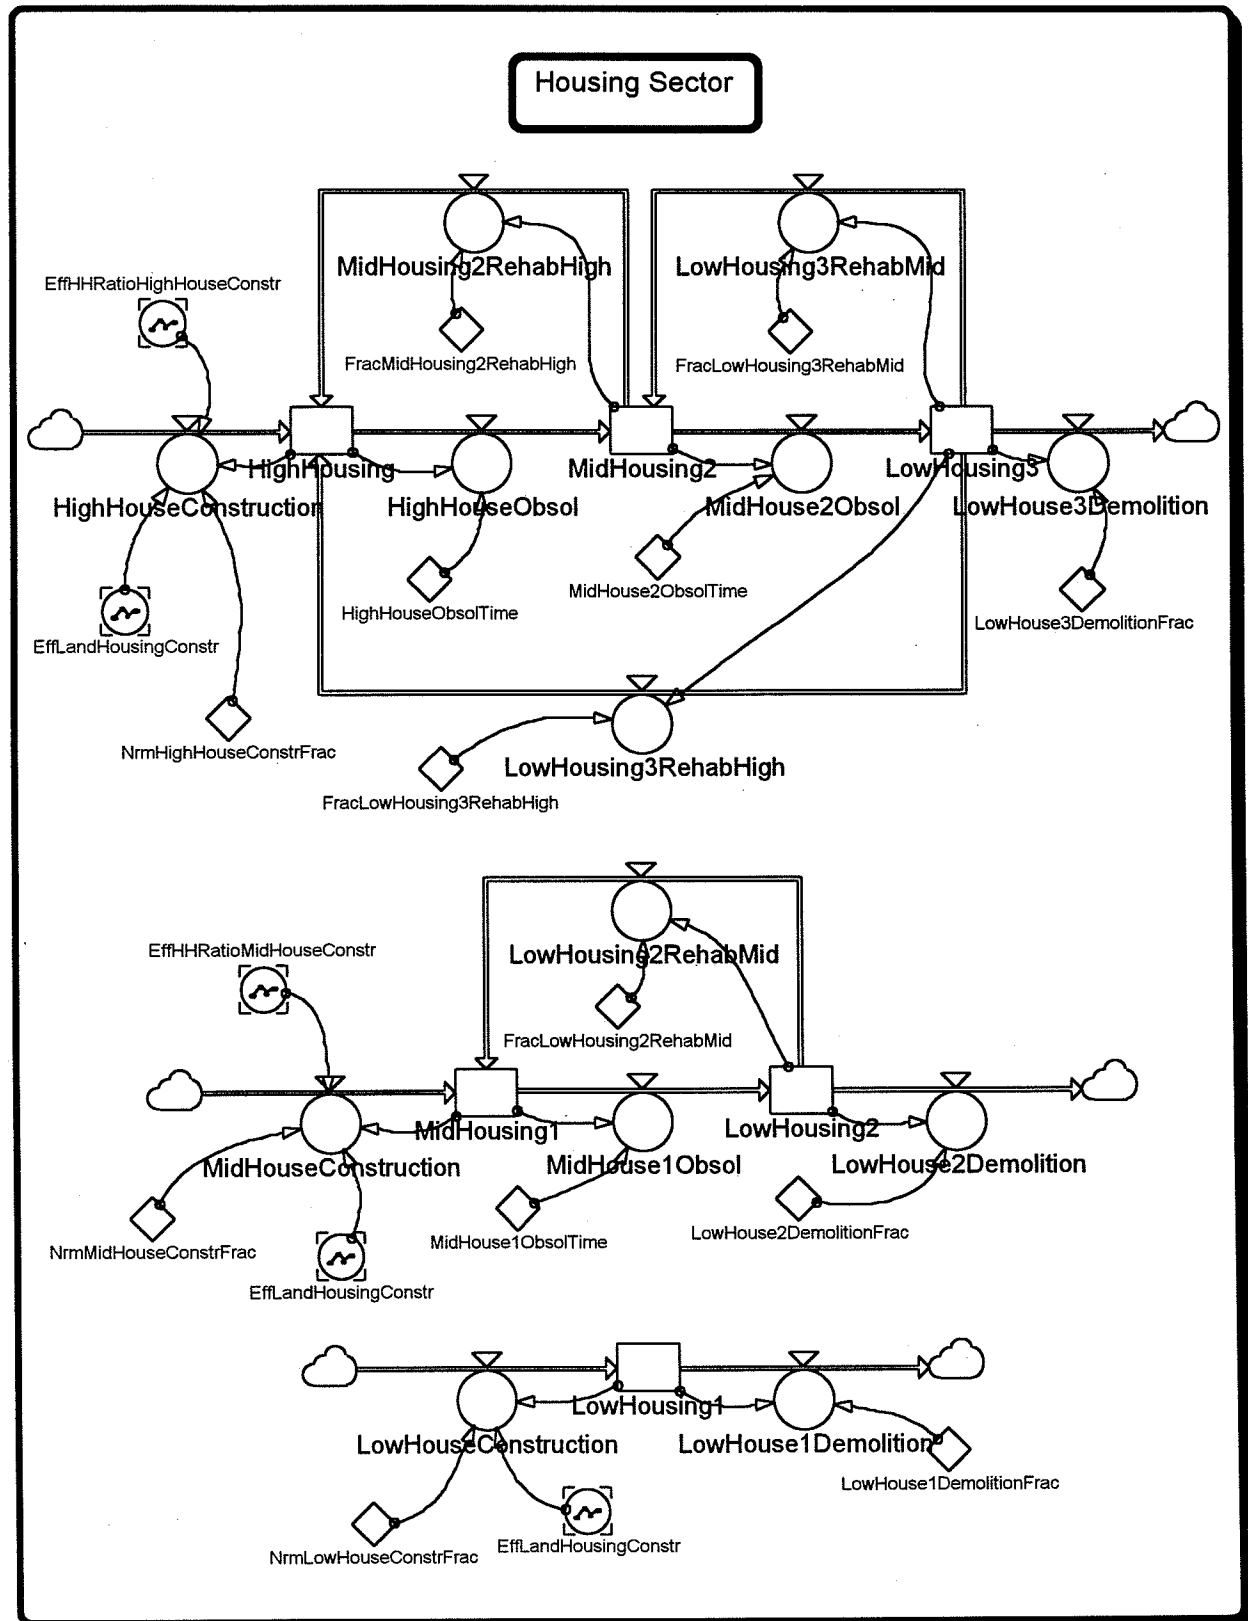 Housing Sector
MidHousing2RehabHigh
LowHousing3RehabMid
EffHHRatioHighHouseConstr
FracMidHousing2RehabHigh
FracLowHousing3RehabMid
HighHousing
MidHousing2
LowHousing3
HighHouseConstruction
HighHouseObsol
MidHouse2Obsol
LowHouse3Demolition
MidHouse2ObsolTime
HighHouseObsolTime
LowHouse3DemolitionFrac
EffLandHousingConstr
NrmHighHouseConstrFrac
LowHousing3RehabHigh
FracLowHousing3RehabHigh
EffHHRatioMidHouseConstr
LowHousing2RehabMid
FracLowHousing2RehabMid
MidHousing1
LowHousing2
MidHouseConstruction
MidHouse1Obsol
LowHouse2Demolition
NrmMidHouseConstrFrac
MidHouse1ObsolTime
LowHouse2DemolitionFrac
EffLandHousingConstr
LowHousing1
LowHouseConstruction
LowHouse1Demolition
LowHouse1DemolitionFrac
NrmLowHouseConstrFrac
EffLandHousingConstr